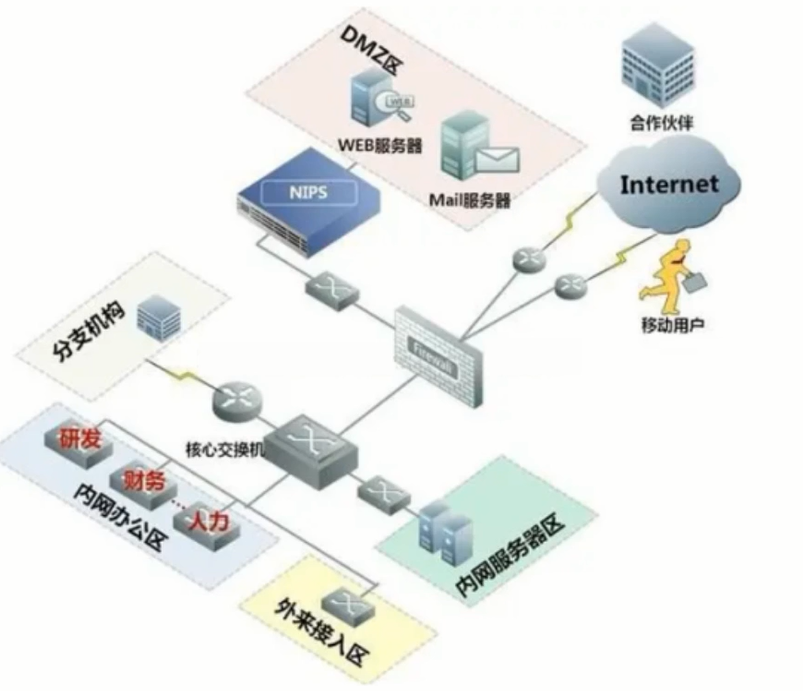 DMZ区
WEB
WEB服务器
Mail服务器
合作伙伴
Internet
移动用户
NIPS
Firewall
分支机构
核心交换机
研发
财务
……
人力
内网办公区
内网服务器区
外来接入区